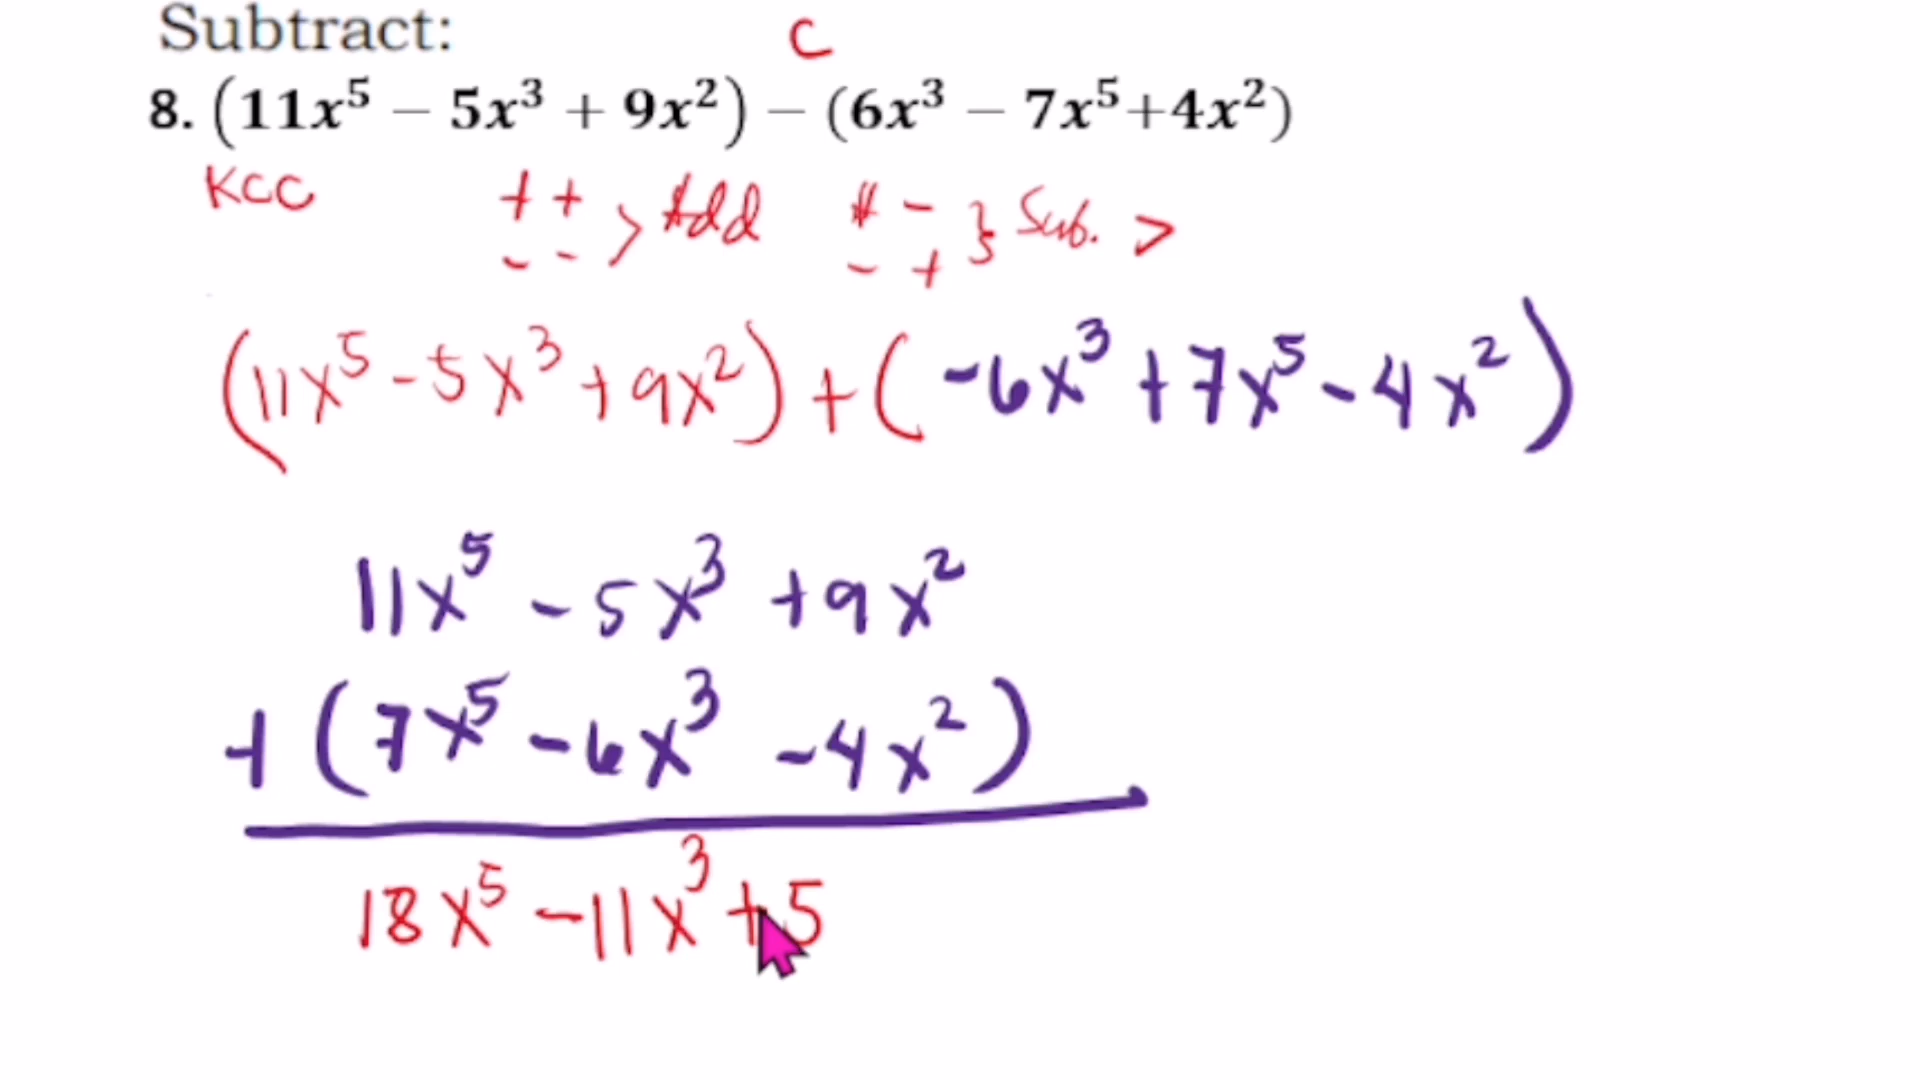 Subtract:
C
8. (11x⁵ − 5x³ + 9x²) − (6x³ − 7x⁵+4x²)
KCC
+ + > Add + - } Sub. >
- - - +
(11x⁵ - 5x³ + 9x²) + (-6x³ + 7x⁵ - 4x²)
11x⁵ - 5x³ + 9x²
+ (7x⁵ - 6x³ - 4x²)
18x⁵ - 11x³ + 5